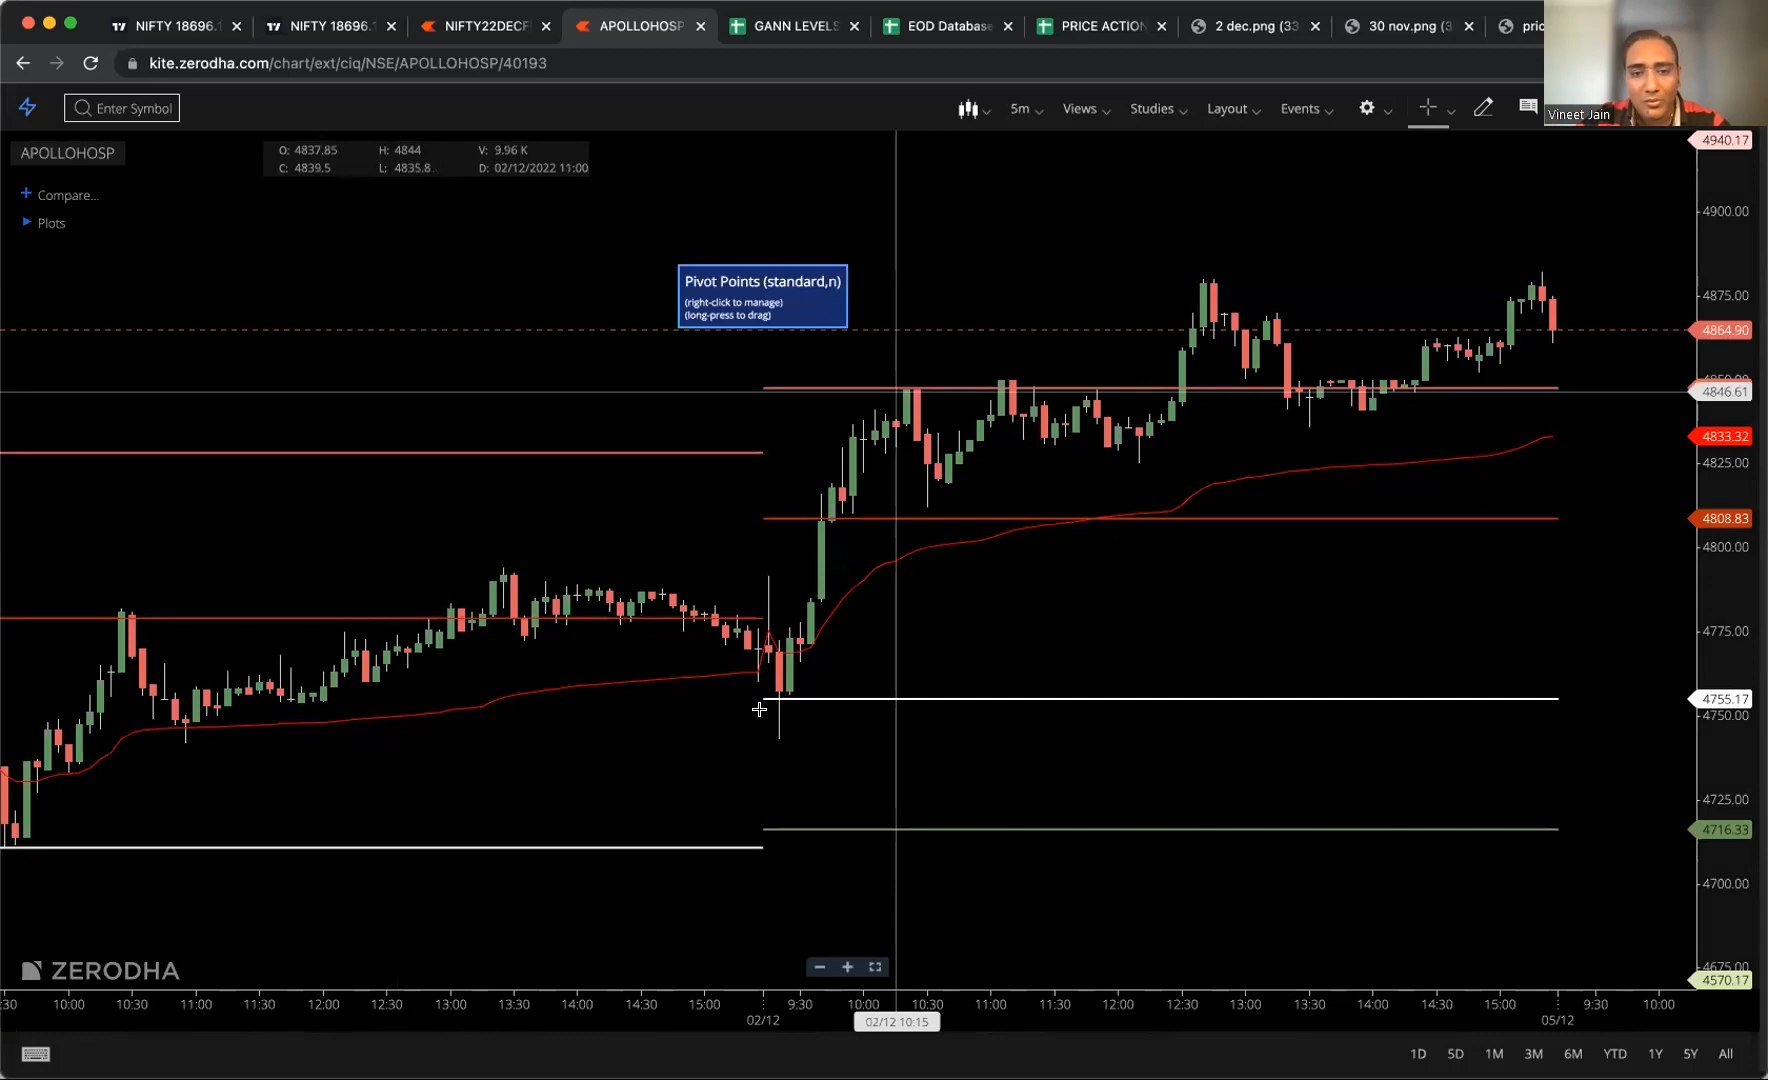 NIFTY 18696.
NIFTY 18696.
NIFTY22DECF
APOLLOHOSP
GANN LEVELS
EOD Database
PRICE ACTION
2 dec.png (33
30 nov.png (3
pric
kite.zerodha.com/chart/ext/ciq/NSE/APOLLOHOSP/40193
Enter Symbol
5m
Views
Studies
Layout
Events
Vineet Jain
APOLLOHOSP
O: 4837.85 H: 4844 V: 9.96 K
C: 4839.5 L: 4835.8 D: 02/12/2022 11:00
+ Compare...
Plots
Pivot Points (standard,n)
(right-click to manage)
(long-press to drag)
4940.17
4900.00
4875.00
4864.90
4846.61
4833.32
4825.00
4808.83
4800.00
4775.00
4755.17
4750.00
4725.00
4716.33
4700.00
4675.00
4570.17
ZERODHA
:30 10:00 10:30 11:00 11:30 12:00 12:30 13:00 13:30 14:00 14:30 15:00 9:30 10:00 10:30 11:00 11:30 12:00 12:30 13:00 13:30 14:00 14:30 15:00 9:30 10:00
02/12 02/12 10:15 05/12
1D 5D 1M 3M 6M YTD 1Y 5Y All